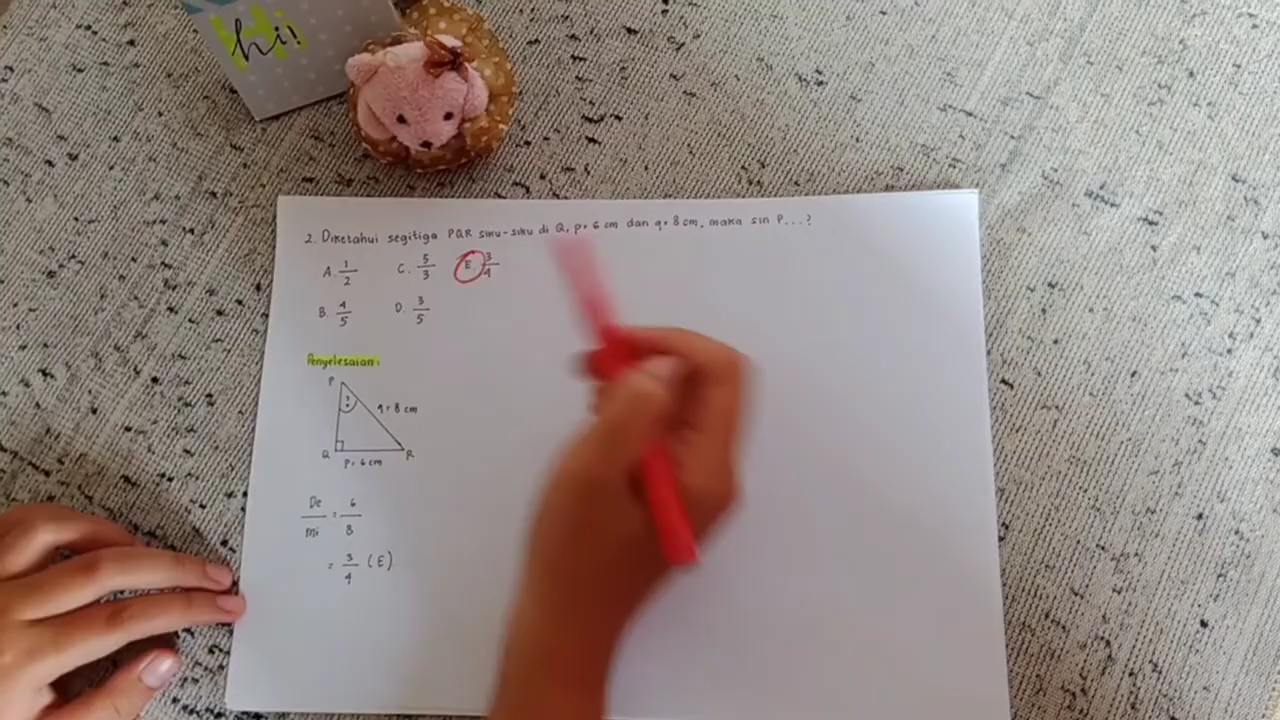 hi!
2. Diketahui segitiga PQR siku-siku di Q, p= 6 cm dan q= 8 cm, maka sin P...?
A. 1/2 C. 5/3 E. 3/4
B. 4/5 D. 3/5
Penyelesaian:
P
?
q= 8 cm
Q R
p= 6 cm
De/mi = 6/8
= 3/4 (E)